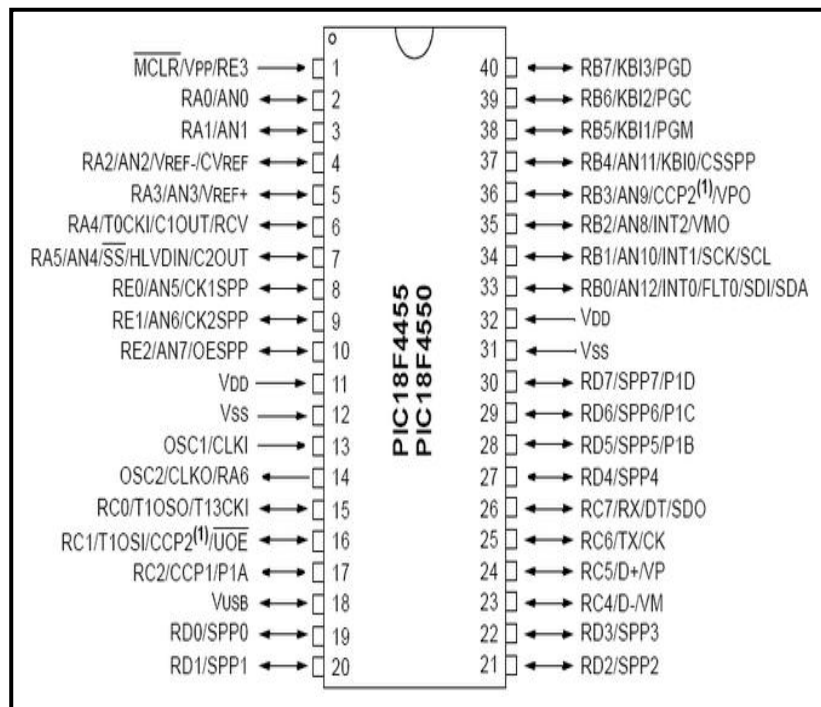 MCLR/VPP/RE3 1 40 RB7/KBI3/PGD
RA0/AN0 2 39 RB6/KBI2/PGC
RA1/AN1 3 38 RB5/KBI1/PGM
RA2/AN2/VREF-/CVREF 4 37 RB4/AN11/KBI0/CSSPP
RA3/AN3/VREF+ 5 36 RB3/AN9/CCP2(1)/VPO
RA4/T0CKI/C1OUT/RCV 6 35 RB2/AN8/INT2/VMO
RA5/AN4/SS/HLVDIN/C2OUT 7 34 RB1/AN10/INT1/SCK/SCL
RE0/AN5/CK1SPP 8 33 RB0/AN12/INT0/FLT0/SDI/SDA
RE1/AN6/CK2SPP 9 32 VDD
RE2/AN7/OESPP 10 31 VSS
VDD 11 30 RD7/SPP7/P1D
VSS 12 29 RD6/SPP6/P1C
OSC1/CLKI 13 28 RD5/SPP5/P1B
OSC2/CLKO/RA6 14 27 RD4/SPP4
RC0/T1OSO/T13CKI 15 26 RC7/RX/DT/SDO
RC1/T1OSI/CCP2(1)/UOE 16 25 RC6/TX/CK
RC2/CCP1/P1A 17 24 RC5/D+/VP
VUSB 18 23 RC4/D-/VM
RD0/SPP0 19 22 RD3/SPP3
RD1/SPP1 20 21 RD2/SPP2
PIC18F4455
PIC18F4550